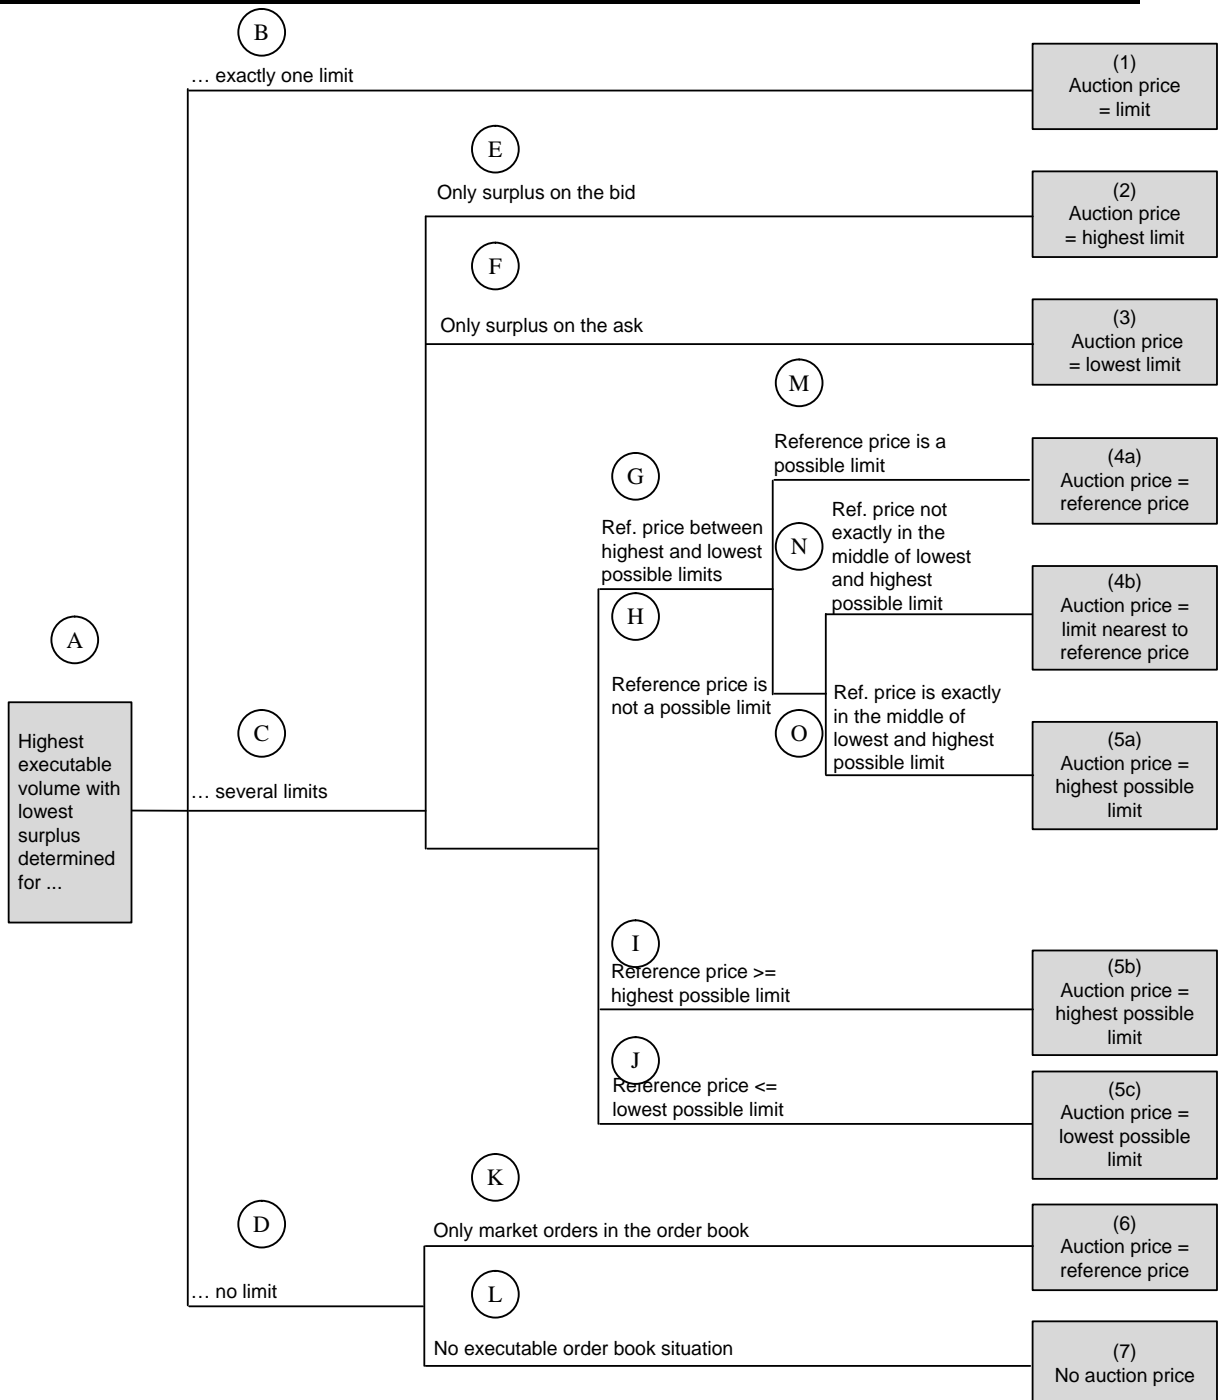 B
… exactly one limit
(1)
Auction price
= limit
E
Only surplus on the bid
(2)
Auction price
= highest limit
F
Only surplus on the ask
(3)
Auction price
= lowest limit
M
Reference price is a
possible limit
(4a)
Auction price =
reference price
G
Ref. price between
highest and lowest
possible limits
N
Ref. price not
exactly in the
middle of lowest
and highest
possible limit
(4b)
Auction price =
limit nearest to
reference price
H
Reference price is
not a possible limit
O
Ref. price is exactly
in the middle of
lowest and highest
possible limit
(5a)
Auction price =
highest possible
limit
A
Highest
executable
volume with
lowest
surplus
determined
for ...
C
… several limits
I
Reference price >=
highest possible limit
(5b)
Auction price =
highest possible
limit
J
Reference price <=
lowest possible limit
(5c)
Auction price =
lowest possible
limit
K
Only market orders in the order book
(6)
Auction price =
reference price
D
… no limit
L
No executable order book situation
(7)
No auction price